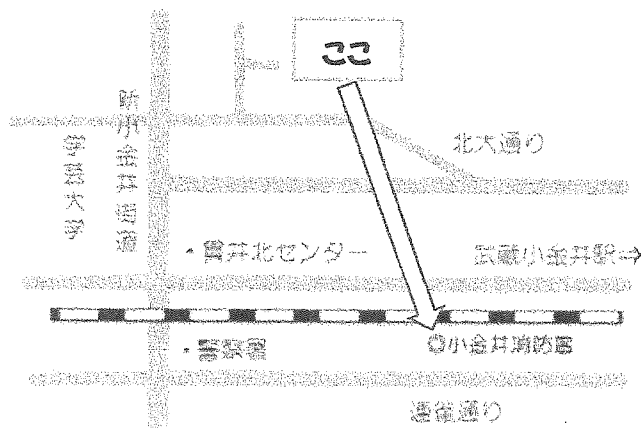 ここ
北大通り
新小金井街道
学芸大学
・貫井北センター
武蔵小金井駅→
・警察署
◎小金井消防署
連雀通り